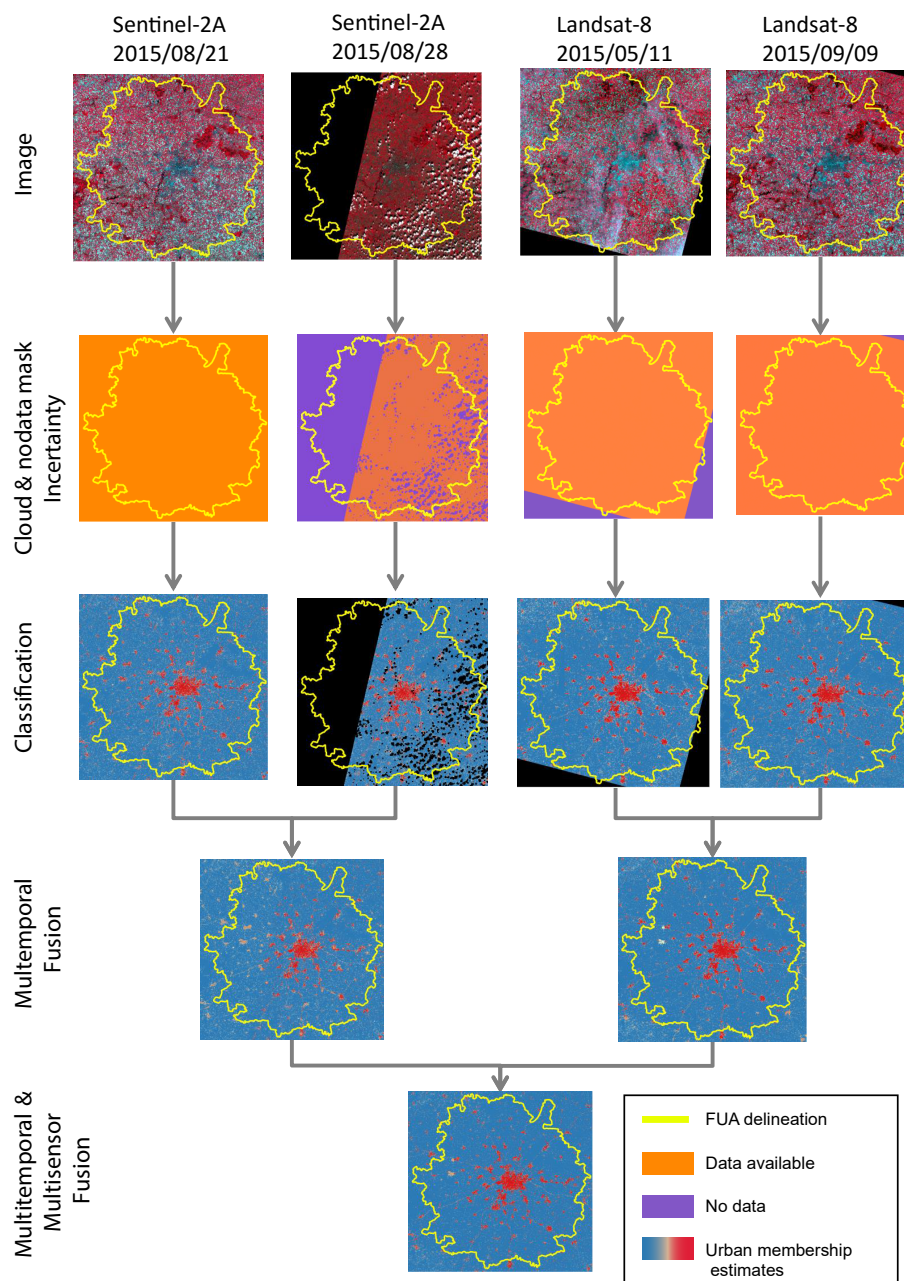 Sentinel-2A
2015/08/21
Sentinel-2A
2015/08/28
Landsat-8
2015/05/11
Landsat-8
2015/09/09
Image
Cloud & nodata mask
Incertainty
Classification
Multemporal
Fusion
Multitemporal &
Multisensor
Fusion
FUA delineation
Data available
No data
Urban membership
estimates